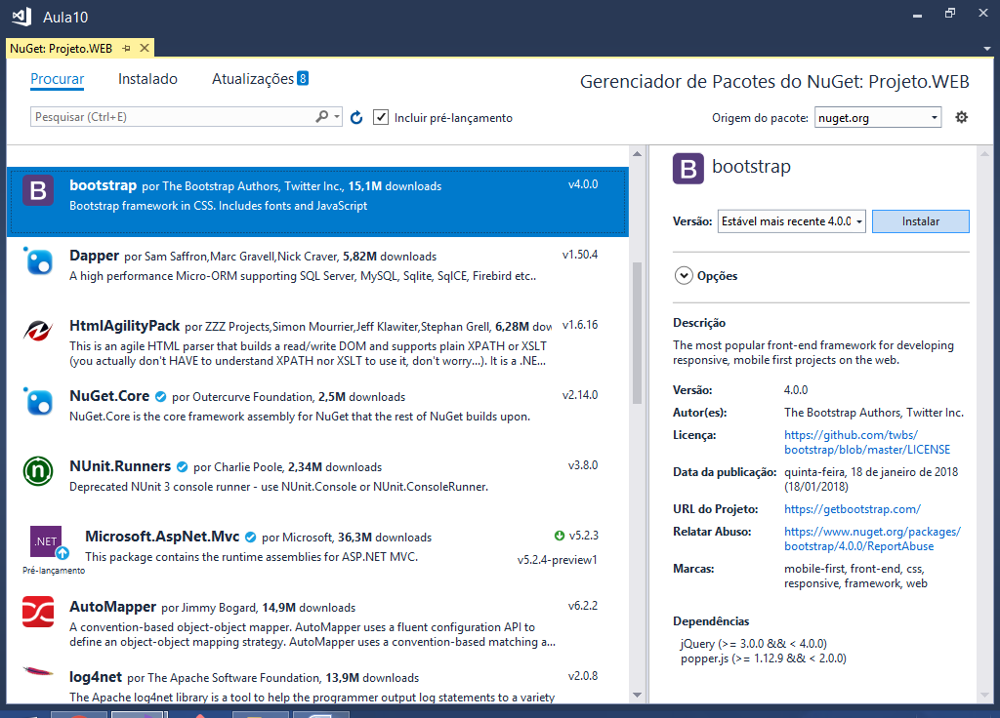 Aula10
NuGet: Projeto.WEB
Procurar Instalado Atualizações 8
Gerenciador de Pacotes do NuGet: Projeto.WEB
Pesquisar (Ctrl+E)
Incluir pré-lançamento
Origem do pacote: nuget.org
B
bootstrap por The Bootstrap Authors, Twitter Inc., 15,1M downloads v4.0.0
Bootstrap framework in CSS. Includes fonts and JavaScript
Dapper por Sam Saffron,Marc Gravell,Nick Craver, 5,82M downloads v1.50.4
A high performance Micro-ORM supporting SQL Server, MySQL, Sqlite, SqlCE, Firebird etc..
HtmlAgilityPack por ZZZ Projects,Simon Mourrier,Jeff Klawiter,Stephan Grell, 6,28M dov v1.6.16
This is an agile HTML parser that builds a read/write DOM and supports plain XPATH or XSLT
(you actually don't HAVE to understand XPATH nor XSLT to use it, don't worry...). It is a .NE...
NuGet.Core por Outercurve Foundation, 2,5M downloads v2.14.0
NuGet.Core is the core framework assembly for NuGet that the rest of NuGet builds upon.
n
NUnit.Runners por Charlie Poole, 2,34M downloads v3.8.0
Deprecated NUnit 3 console runner - use NUnit.Console or NUnit.ConsoleRunner.
.NET
Pré-lançamento
Microsoft.AspNet.Mvc por Microsoft, 36,3M downloads v5.2.3
This package contains the runtime assemblies for ASP.NET MVC. v5.2.4-preview1
AutoMapper por Jimmy Bogard, 14,9M downloads v6.2.2
A convention-based object-object mapper. AutoMapper uses a fluent configuration API to
define an object-object mapping strategy. AutoMapper uses a convention-based matching a...
log4net por The Apache Software Foundation, 13,9M downloads v2.0.8
The Apache log4net library is a tool to help the programmer output log statements to a variety
B
bootstrap
Versão: Estável mais recente 4.0.0 Instalar
Opções
Descrição
The most popular front-end framework for developing
responsive, mobile first projects on the web.
Versão: 4.0.0
Autor(es): The Bootstrap Authors, Twitter Inc.
Licença: https://github.com/twbs/
bootstrap/blob/master/LICENSE
Data da publicação: quinta-feira, 18 de janeiro de 2018
(18/01/2018)
URL do Projeto: https://getbootstrap.com/
Relatar Abuso: https://www.nuget.org/packages/
bootstrap/4.0.0/ReportAbuse
Marcas: mobile-first, front-end, css,
responsive, framework, web
Dependências
jQuery (>= 3.0.0 && < 4.0.0)
popper.js (>= 1.12.9 && < 2.0.0)